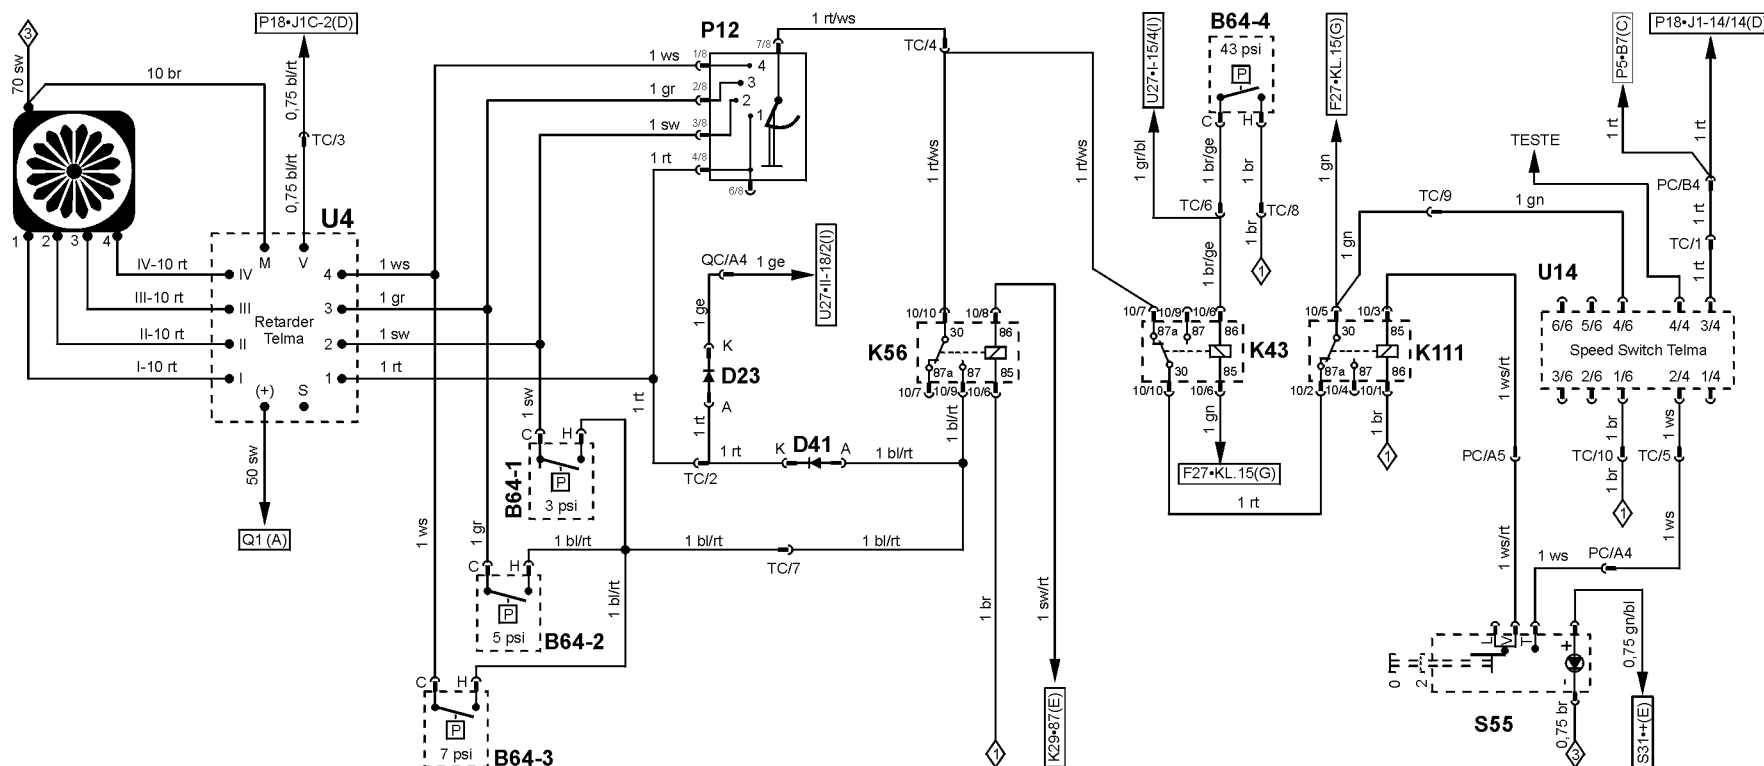 3
70 sw
10 br
P18•J1C-2(D)
0,75 bl/rt
TC/3
0,75 bl/rt
U4
1
2
3
4
IV-10 rt
III-10 rt
II-10 rt
I-10 rt
IV
III
II
I
M
V
4
3
2
1
Retarder
Telma
(+)
S
50 sw
Q1 (A)
1 ws
1 gr
1 sw
1 rt
P12
1 ws
1 gr
1 sw
1 rt
1/8
2/8
3/8
4/8
6/8
7/8
4
3
2
1
1 rt/ws
TC/4
1 rt/ws
1 rt/ws
QC/A4
1 ge
U27•II-18/2(I)
1 ge
K
D23
A
1 rt
1 rt
1 rt
TC/2
K
D41
A
1 bl/rt
1 sw
C
H
B64-1
P
3 psi
1 gr
C
H
P
5 psi
B64-2
1 ws
C
H
P
7 psi
B64-3
1 bl/rt
1 bl/rt
TC/7
1 bl/rt
1 bl/rt
10/10
10/8
30
86
K56
87a
87
85
10/7
10/9
10/6
1 bl/rt
1 br
1
1 sw/rt
K29•87(E)
U27•I-15/4(I)
1 gr/bl
B64-4
43 psi
P
C
H
1 br/ge
1 br
TC/6
TC/8
1 br
1
1 br/ge
10/7
10/9
10/6
87a
87
86
K43
30
85
10/10
10/6
1 gn
F27•KL.15(G)
1 rt
F27•KL.15(G)
1 gn
1 gn
TC/9
1 gn
10/5
10/3
30
85
K111
87a
87
86
10/2
10/4
10/1
1 br
1
1 ws/rt
PC/A5
1 ws/rt
P5•B7(C)
1 rt
P18•J1-14/14(D)
1 rt
TESTE
PC/B4
1 rt
TC/1
1 rt
U14
6/6
5/6
4/6
4/4
3/4
Speed Switch Telma
3/6
2/6
1/6
2/4
1/4
1 br
1 ws
TC/10
TC/5
1 br
1
1 ws
1 ws
PC/A4
L
V
T
+
-
0
2
S55
0,75 br
3
0,75 gn/bl
S31•+(E)